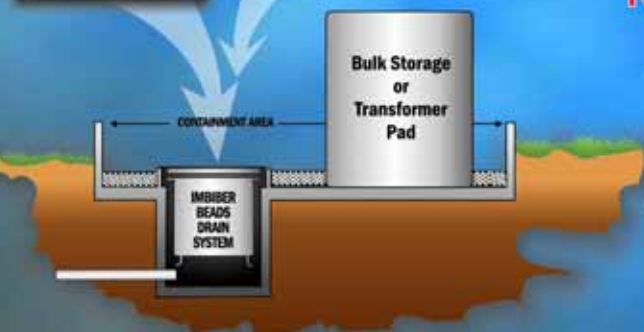 Bulk Storage
or
Transformer
Pad
CONTAINMENT AREA
IMBIBER
BEADS
DRAIN
SYSTEM